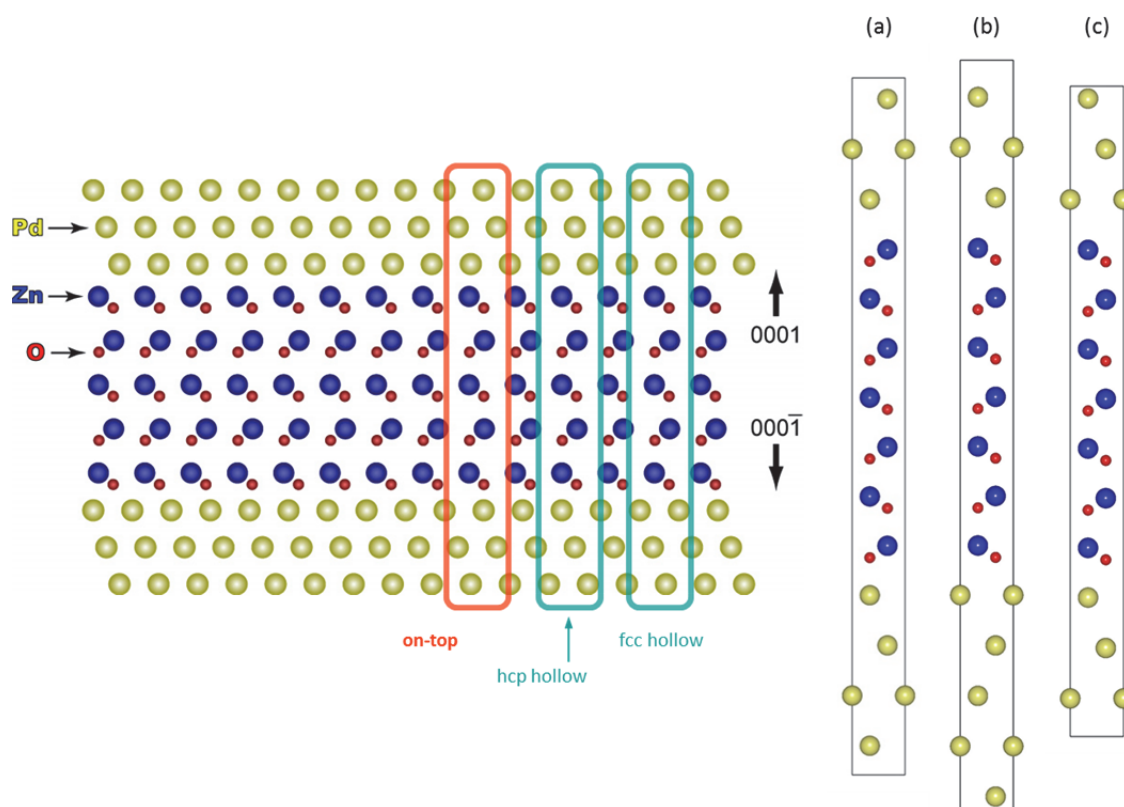 (a) (b) (c)
Pd
Zn
O
0001
0001̅
on-top
hcp hollow
fcc hollow